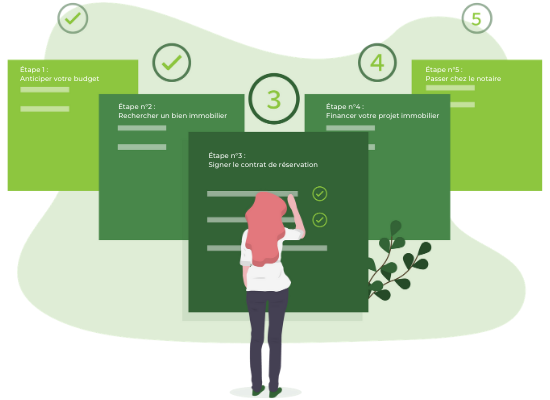 5
4
3
Étape 1 :
Anticiper votre budget
Étape n°2 :
Rechercher un bien immobilier
Étape n°3 :
Signer le contrat de réservation
Étape n°4 :
Financer votre projet immobilier
Étape n°5 :
Passer chez le notaire